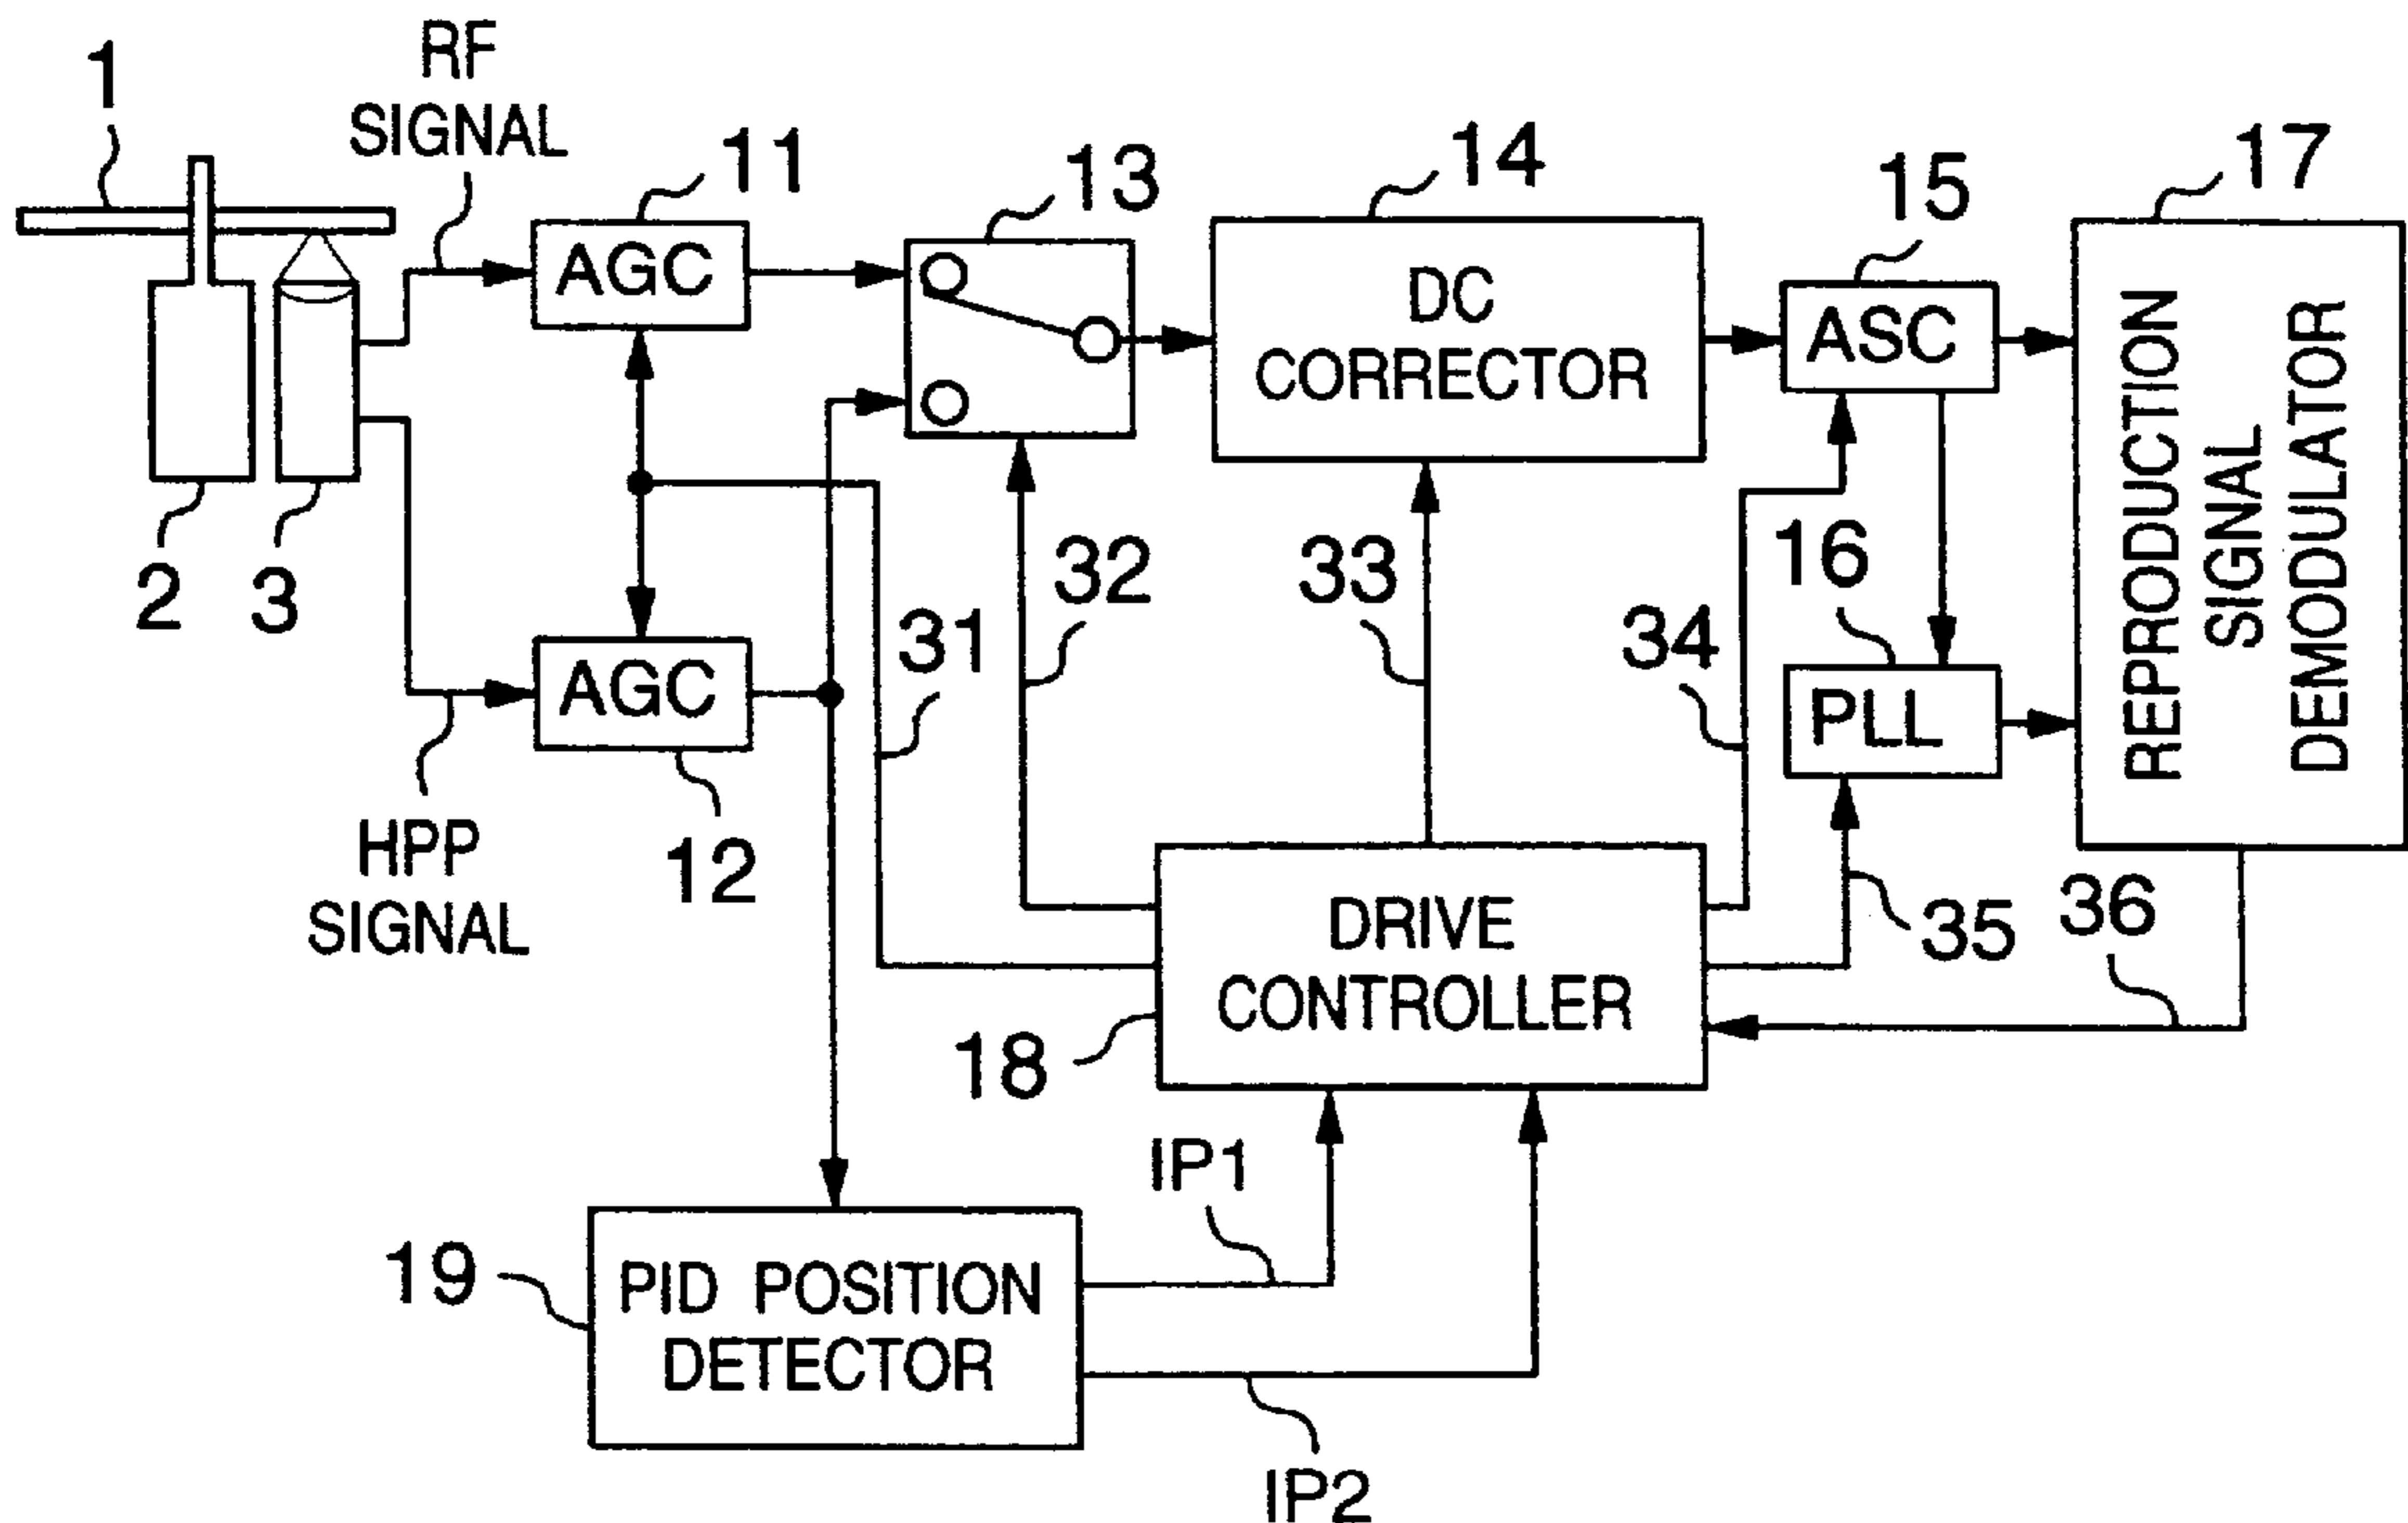 RF
SIGNAL
1
11
13
14
15
17
AGC
DC
CORRECTOR
ASC
REPRODUCTION
SIGNAL
DEMODULATOR
2
3
31
32
33
34
16
AGC
PLL
HPP
SIGNAL
12
35
36
DRIVE
CONTROLLER
18
IP1
19
PID POSITION
DETECTOR
IP2